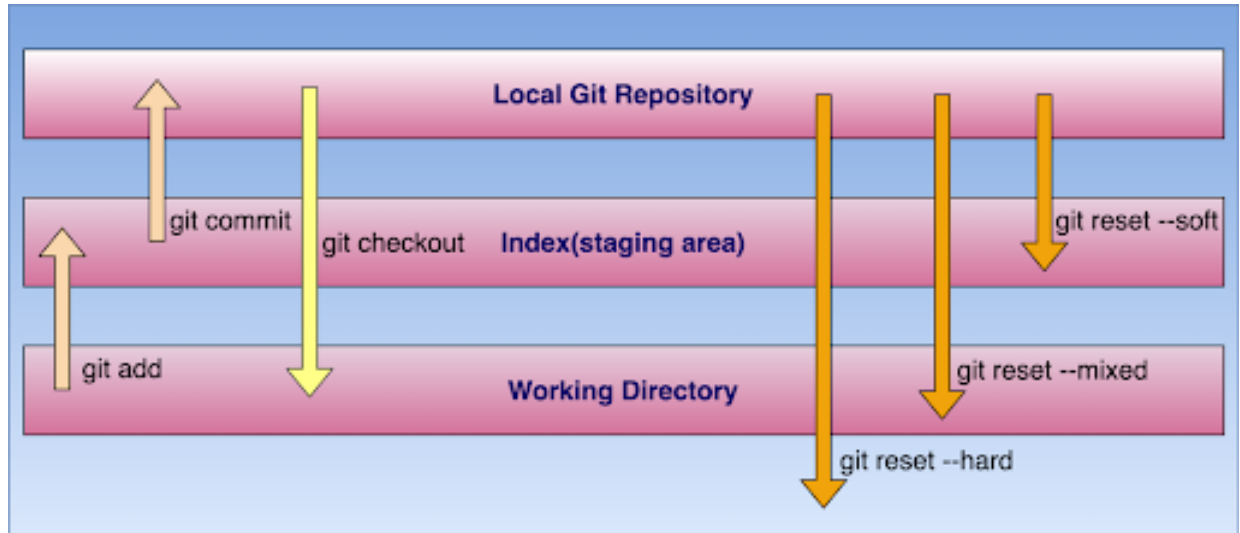 Local Git Repository
git commit
git checkout
Index(staging area)
git reset --soft
git add
Working Directory
git reset --mixed
git reset --hard